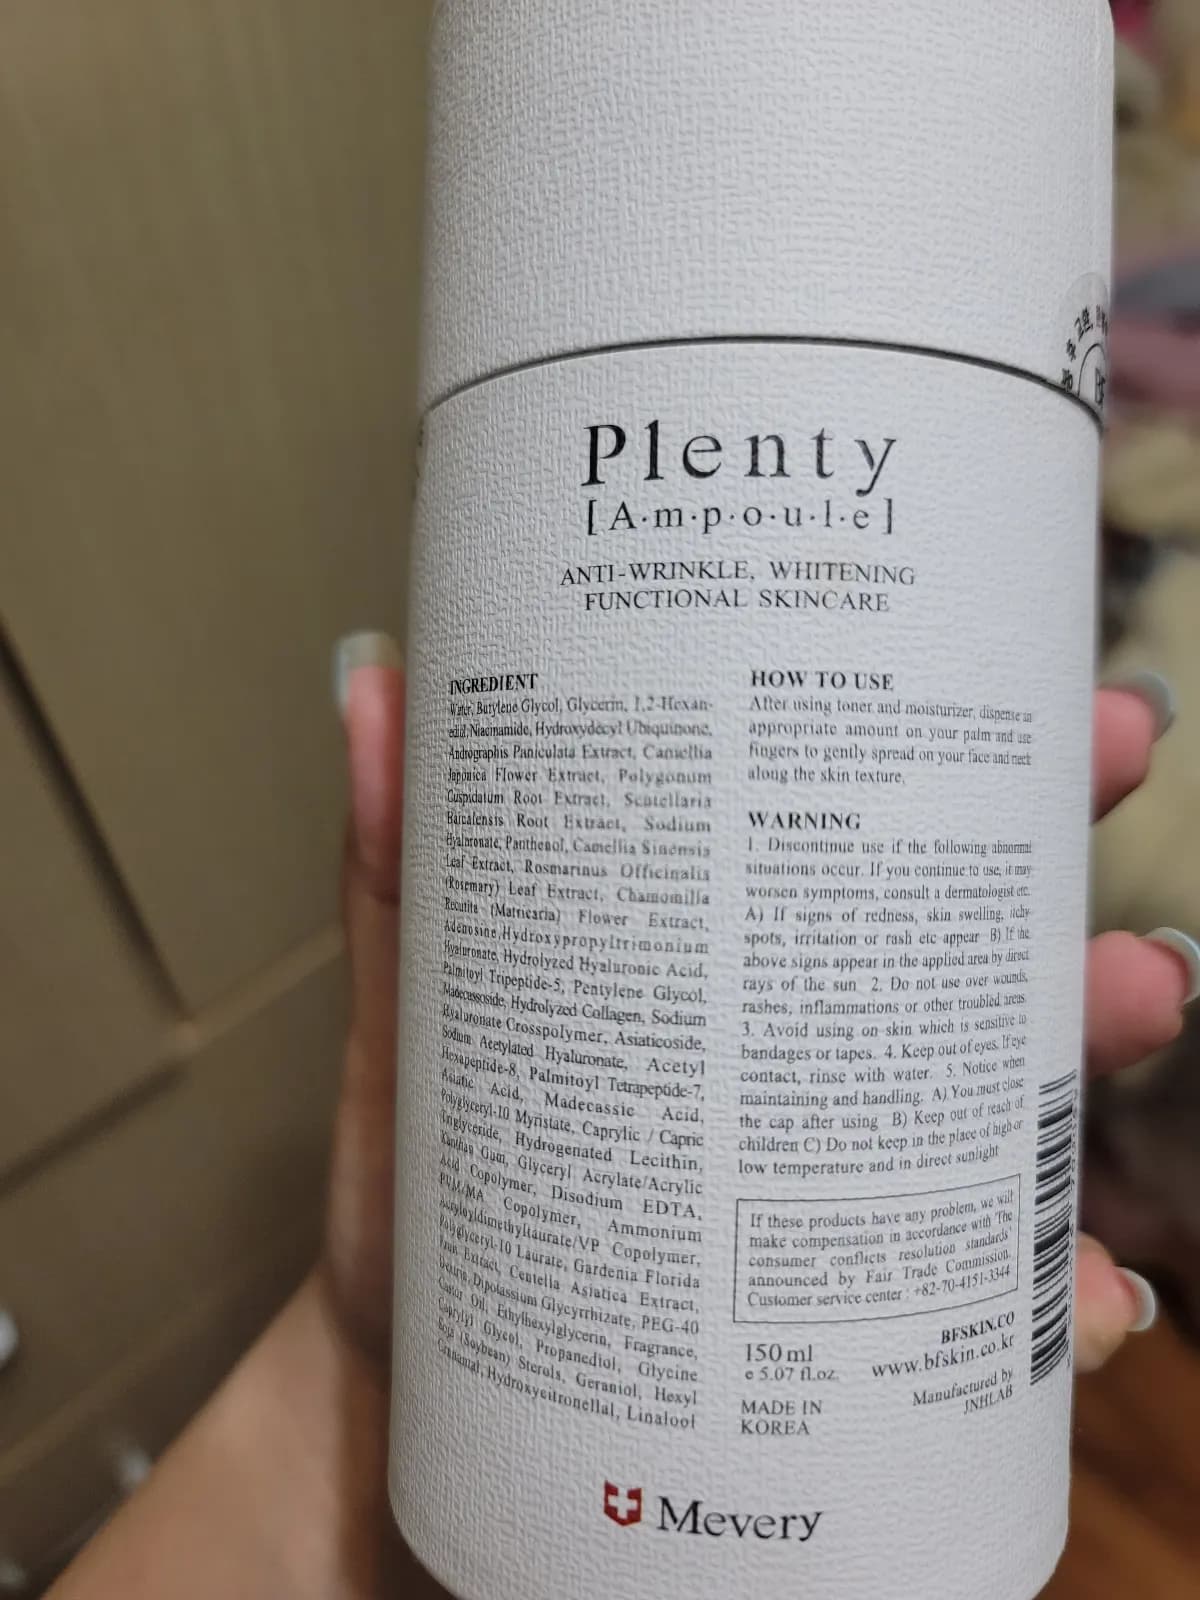 Plenty
[A·m·p·o·u·l·e]
ANTI-WRINKLE, WHITENING
FUNCTIONAL SKINCARE
INGREDIENT
Water, Butylene Glycol, Glycerin, 1,2-Hexan-
ediol, Niacinamide, Hydroxydecyl Ubiquinone,
Andrographis Paniculata Extract, Camellia
Japonica Flower Extract, Polygonum
Cuspidatum Root Extract, Scutellaria
Baicalensis Root Extract, Sodium
Hyaluronate, Panthenol, Camellia Sinensis
Leaf Extract, Rosmarinus Officinalis
(Rosemary) Leaf Extract, Chamomilla
Recutita (Matricaria) Flower Extract,
Adenosine, Hydroxypropyltrimonium
Hyaluronate, Hydrolyzed Hyaluronic Acid,
Palmitoyl Tripeptide-5, Pentylene Glycol,
Madecassoside, Hydrolyzed Collagen, Sodium
Hyaluronate Crosspolymer, Asiaticoside,
Sodium Acetylated Hyaluronate, Acetyl
Hexapeptide-8, Palmitoyl Tetrapeptide-7,
Asiatic Acid, Madecassic Acid,
Polyglyceryl-10 Myristate, Caprylic / Capric
Triglyceride, Hydrogenated Lecithin,
Xanthan Gum, Glyceryl Acrylate/Acrylic
Acid Copolymer, Disodium EDTA,
PVM/MA Copolymer, Ammonium
Acryloyldimethyltaurate/VP Copolymer,
Polyglyceryl-10 Laurate, Gardenia Florida
Fruit Extract, Centella Asiatica Extract,
Dipotassium Glycyrrhizate, PEG-40
Castor Oil, Ethylhexylglycerin, Fragrance,
Caprylyl Glycol, Propanediol, Glycine
Soja (Soybean) Sterols, Geraniol, Hexyl
Cinnamal, Hydroxycitronellal, Linalool
HOW TO USE
After using toner and moisturizer, dispense an
appropriate amount on your palm and use
fingers to gently spread on your face and neck
along the skin texture.
WARNING
1. Discontinue use if the following abnormal
situations occur. If you continue to use, it may
worsen symptoms, consult a dermatologist etc.
A) If signs of redness, skin swelling, itchy
spots, irritation or rash etc appear B) If the
above signs appear in the applied area by direct
rays of the sun 2. Do not use over wounds,
rashes, inflammations or other troubled areas
3. Avoid using on skin which is sensitive to
bandages or tapes. 4. Keep out of eyes. If eye
contact, rinse with water. 5. Notice when
maintaining and handling. A) You must close
the cap after using B) Keep out of reach of
children C) Do not keep in the place of high or
low temperature and in direct sunlight
If these products have any problem, we will
make compensation in accordance with 'The
consumer conflicts resolution standards'
announced by Fair Trade Commission.
Customer service center : +82-70-4151-3344
150 ml
e 5.07 fl.oz.
MADE IN
KOREA
BFSKIN.CO
www.bfskin.co.kr
Manufactured by
JNHLAB
Mevery